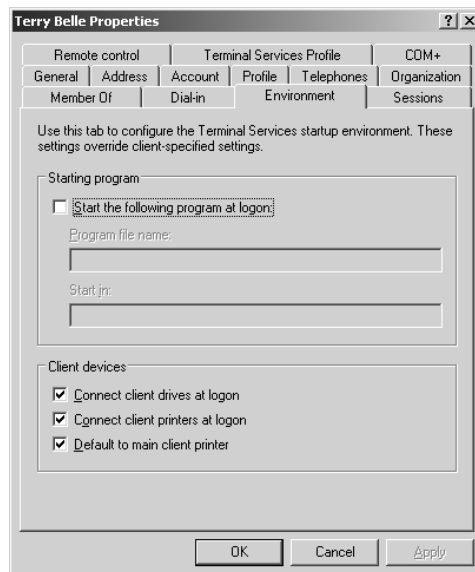 Terry Belle Properties
Remote control Terminal Services Profile COM+
General Address Account Profile Telephones Organization
Member Of Dial-in Environment Sessions
Use this tab to configure the Terminal Services startup environment. These
settings override client-specified settings.
Starting program
Start the following program at logon:
Program file name:
Start in:
Client devices
Connect client drives at logon
Connect client printers at logon
Default to main client printer
OK Cancel Apply